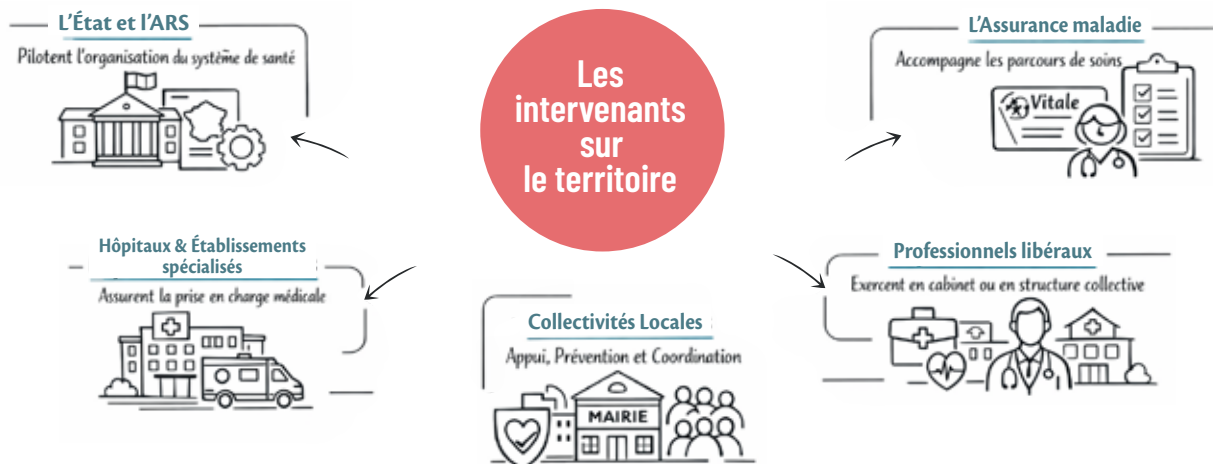 L'État et l'ARS
Pilotent l'organisation du système de santé
Les
intervenants
sur
le territoire
L'Assurance maladie
Accompagne les parcours de soins
Vitale
Hôpitaux & Établissements
spécialisés
Assurent la prise en charge médicale
Collectivités Locales
Appui, Prévention et Coordination
MAIRIE
Professionnels libéraux
Exercent en cabinet ou en structure collective